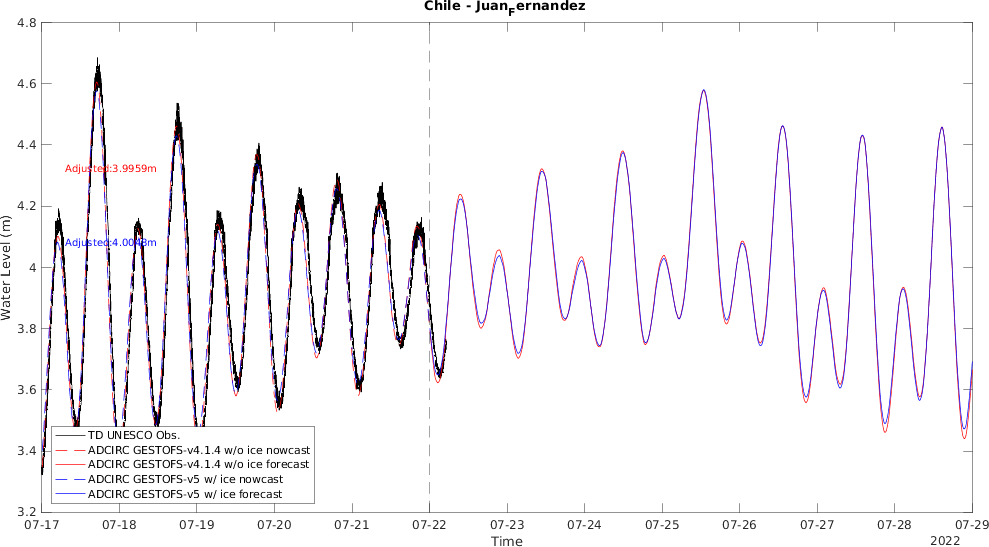 Chile - JuanFernandez
4.8
4.6
4.4
4.2
4
3.8
3.6
3.4
3.2
Water Level (m)
Adjusted:3.9959m
Adjusted:4.0043m
TD UNESCO Obs.
ADCIRC GESTOFS-v4.1.4 w/o ice nowcast
ADCIRC GESTOFS-v4.1.4 w/o ice forecast
ADCIRC GESTOFS-v5 w/ ice nowcast
ADCIRC GESTOFS-v5 w/ ice forecast
07-17 07-18 07-19 07-20 07-21 07-22 07-23 07-24 07-25 07-26 07-27 07-28 07-29
Time
2022